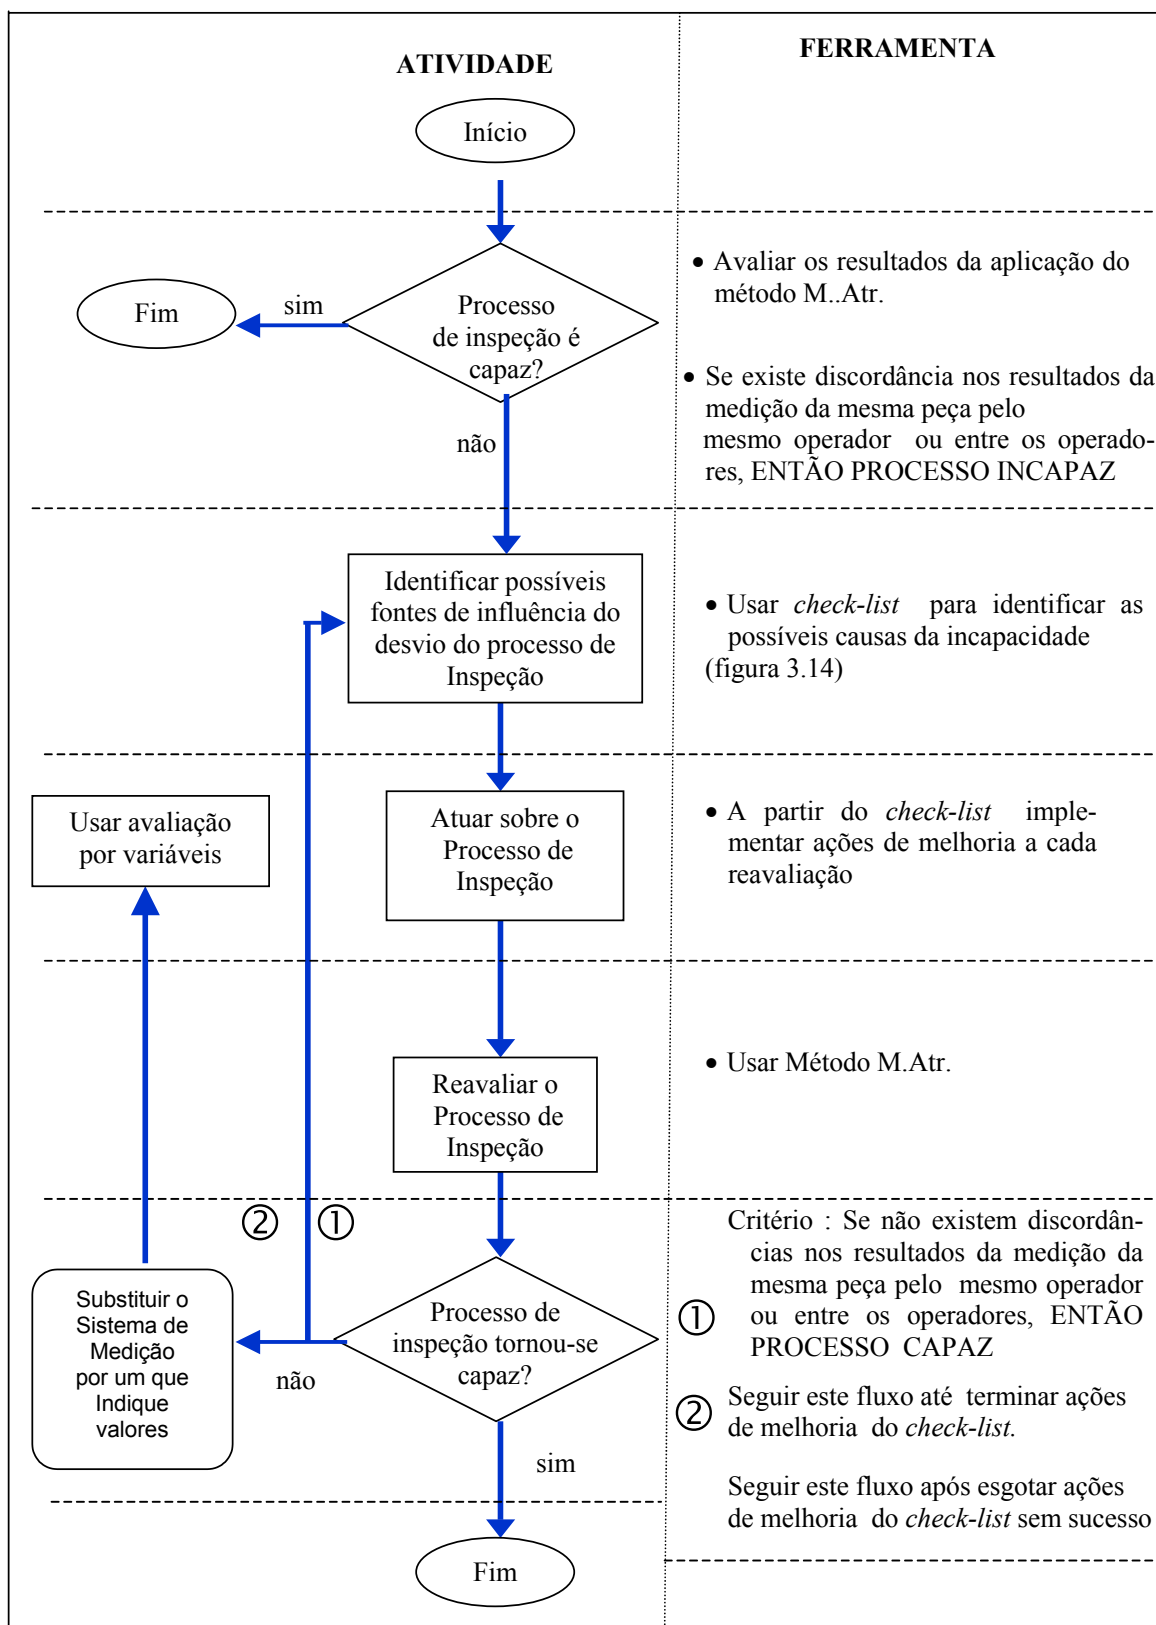 ATIVIDADE
FERRAMENTA
Início
Processo
de inspeção é
capaz?
sim
Fim
não
• Avaliar os resultados da aplicação do
método M..Atr.
• Se existe discordância nos resultados da
medição da mesma peça pelo
mesmo operador ou entre os operado-
res, ENTÃO PROCESSO INCAPAZ
Identificar possíveis
fontes de influência do
desvio do processo de
Inspeção
• Usar check-list para identificar as
possíveis causas da incapacidade
(figura 3.14)
Usar avaliação
por variáveis
Atuar sobre o
Processo de
Inspeção
• A partir do check-list imple-
mentar ações de melhoria a cada
reavaliação
Reavaliar o
Processo de
Inspeção
• Usar Método M.Atr.
② ①
Substituir o
Sistema de
Medição
por um que
Indique
valores
não
Processo de
inspeção tornou-se
capaz?
sim
Fim
Critério : Se não existem discordân-
cias nos resultados da medição da
mesma peça pelo mesmo operador
① ou entre os operadores, ENTÃO
PROCESSO CAPAZ
② Seguir este fluxo até terminar ações
de melhoria do check-list.
Seguir este fluxo após esgotar ações
de melhoria do check-list sem sucesso